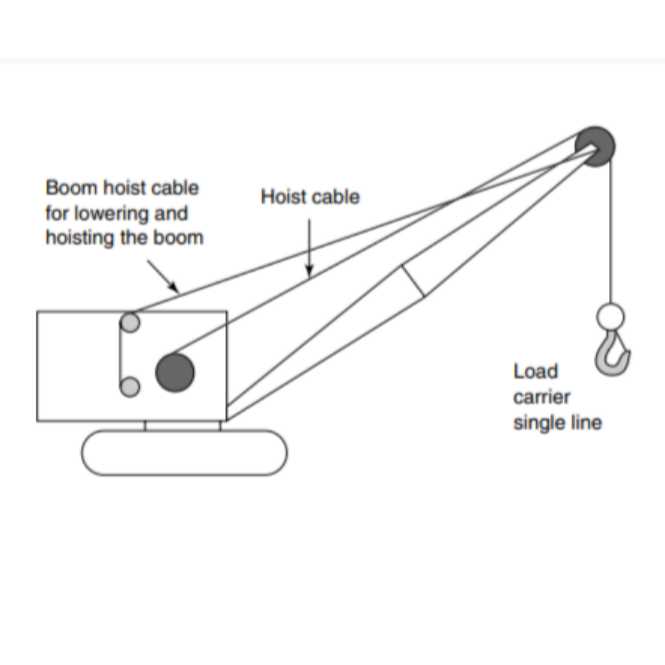 Boom hoist cable
for lowering and
hoisting the boom
Hoist cable
Load
carrier
single line